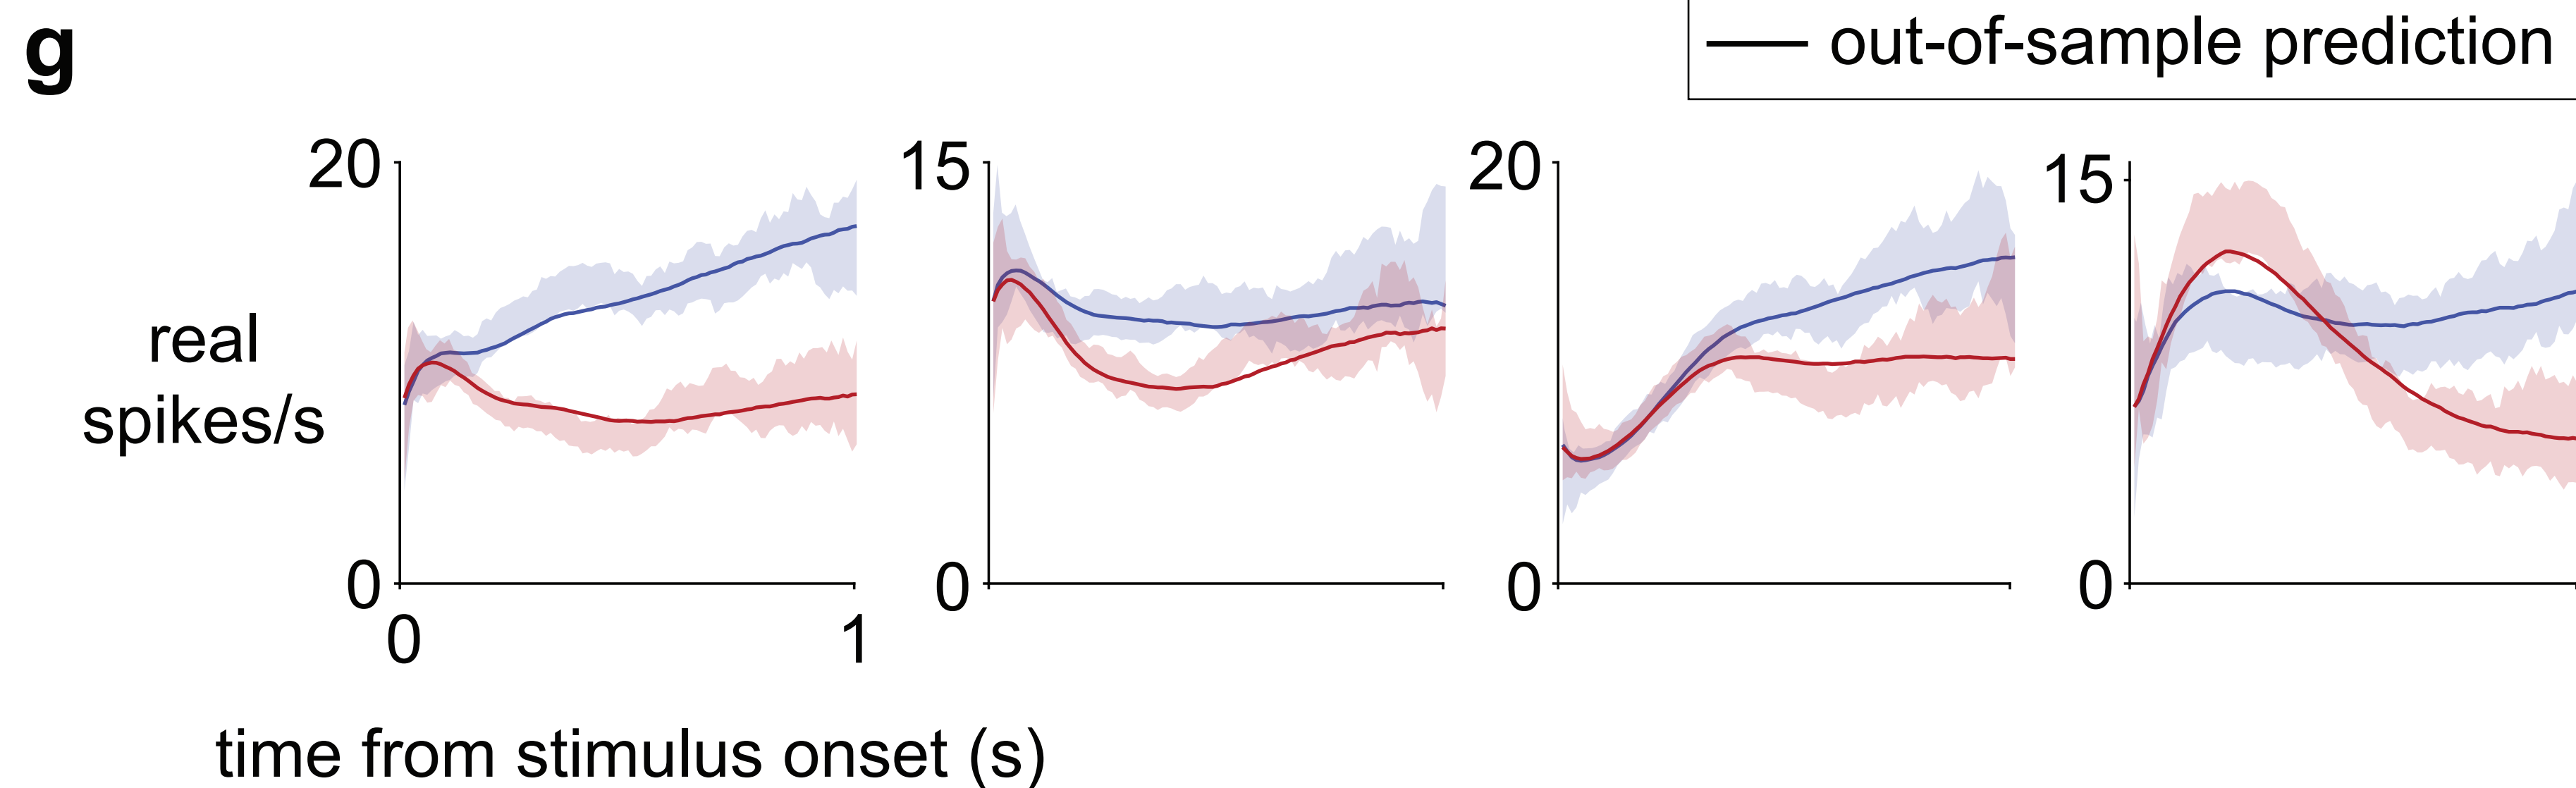 g
out-of-sample prediction
20
15
20
15
real
spikes/s
0
0
0
0
0
1
time from stimulus onset (s)